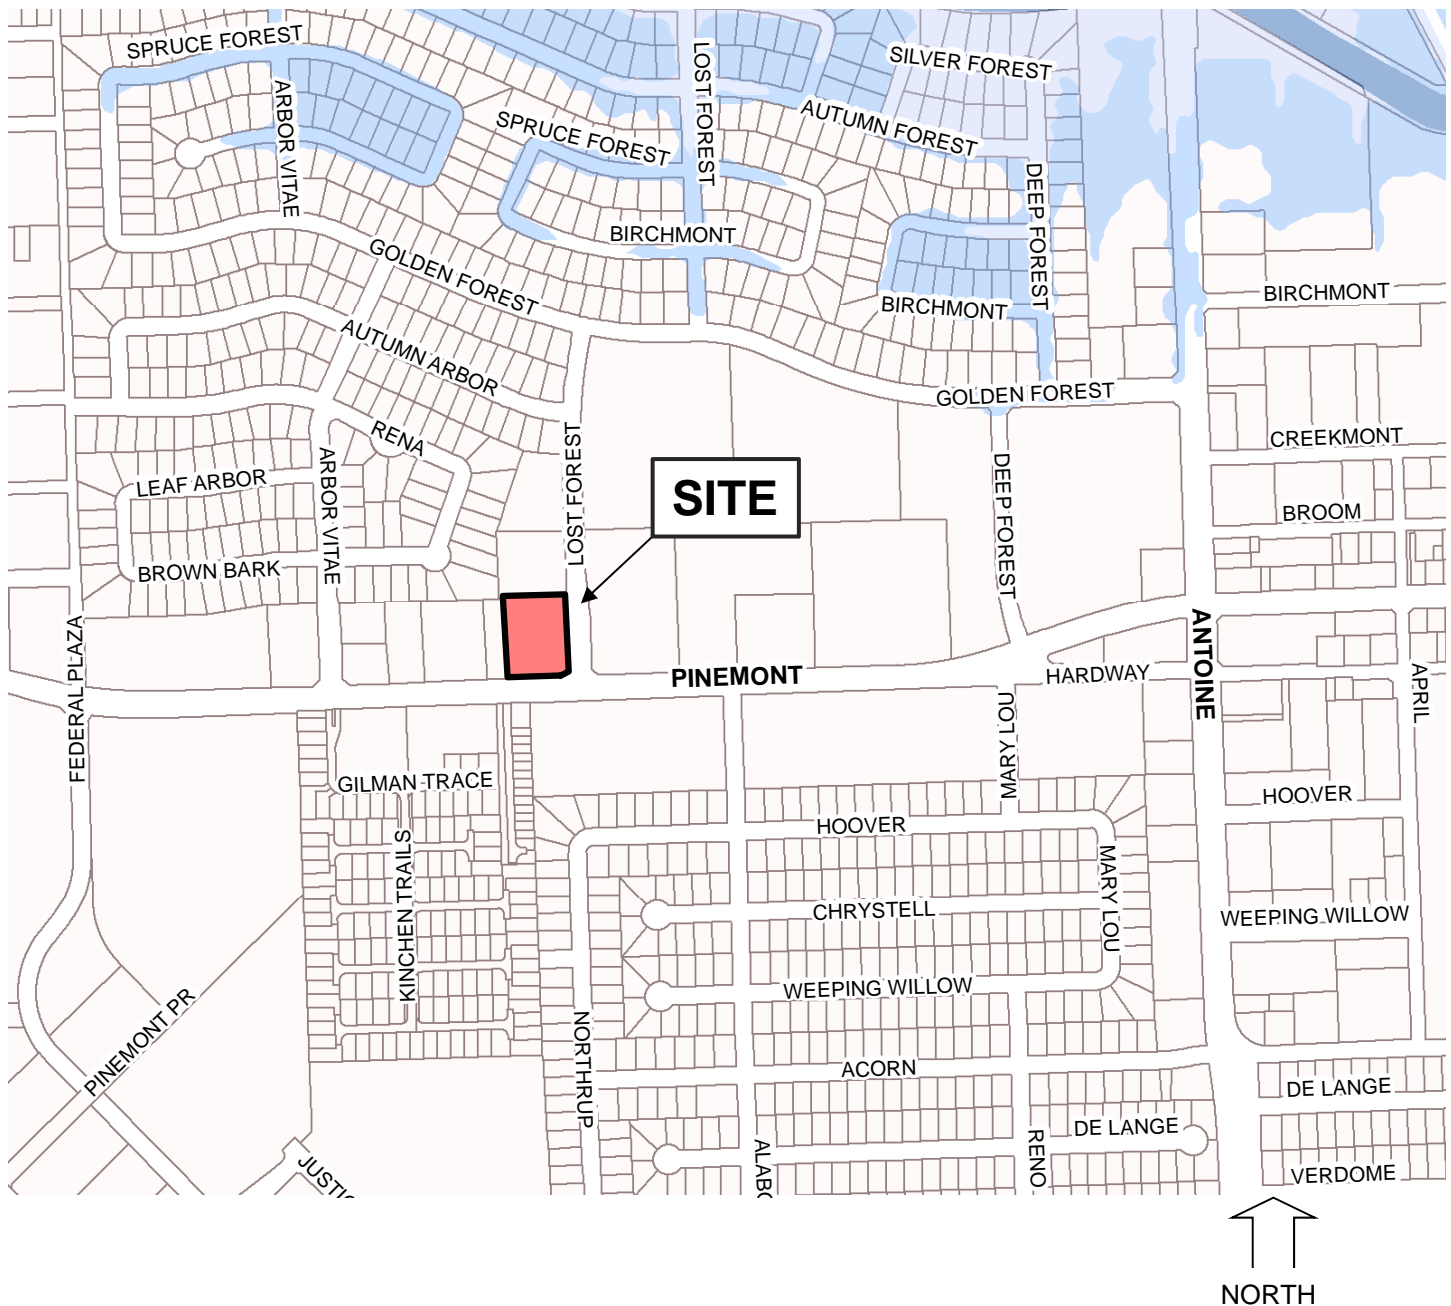 SPRUCE FOREST
LOST FOREST
SILVER FOREST
ARBOR VITAE
SPRUCE FOREST
AUTUMN FOREST
DEEP FOREST
BIRCHMONT
GOLDEN FOREST
BIRCHMONT
BIRCHMONT
AUTUMN ARBOR
GOLDEN FOREST
RENA
LOST FOREST
CREEKMONT
LEAF ARBOR
ARBOR VITAE
SITE
DEEP FOREST
BROOM
BROWN BARK
FEDERAL PLAZA
PINEMONT
HARDWAY
ANTOINE
APRIL
MARY LOU
GILMAN TRACE
HOOVER
HOOVER
KINCHEN TRAILS
MARY LOU
CHRYSTELL
WEEPING WILLOW
WEEPING WILLOW
PINEMONT PR
NORTHRUP
ACORN
DE LANGE
DE LANGE
ALABO
RENO
JUSTIC
VERDOME
NORTH